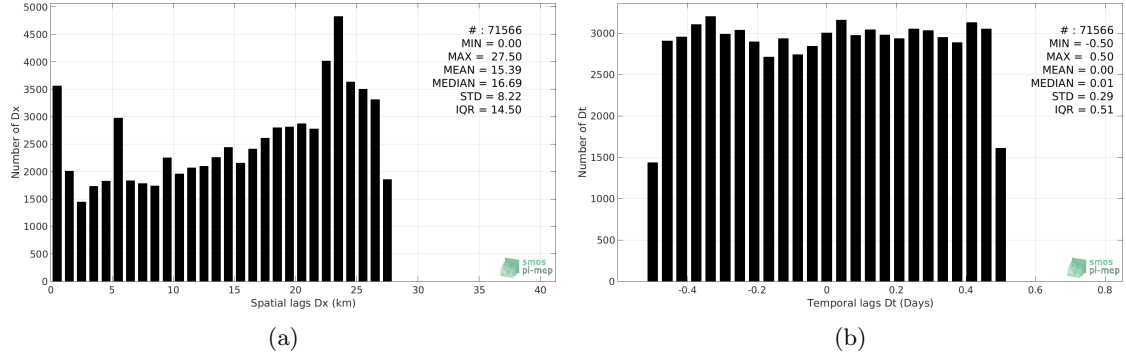 5000
4500
4000
3500
3000
2500
2000
1500
1000
500
0
Number of Dx
# : 71566
MIN = 0.00
MAX = 27.50
MEAN = 15.39
MEDIAN = 16.69
STD = 8.22
IQR = 14.50
smos
pi-mep
0 5 10 15 20 25 30 35 40
Spatial lags Dx (km)
(a)
3000
2500
2000
1500
1000
500
0
Number of Dt
# : 71566
MIN = -0.50
MAX = 0.50
MEAN = 0.00
MEDIAN = 0.01
STD = 0.29
IQR = 0.51
smos
pi-mep
-0.4 -0.2 0 0.2 0.4 0.6 0.8
Temporal lags Dt (Days)
(b)